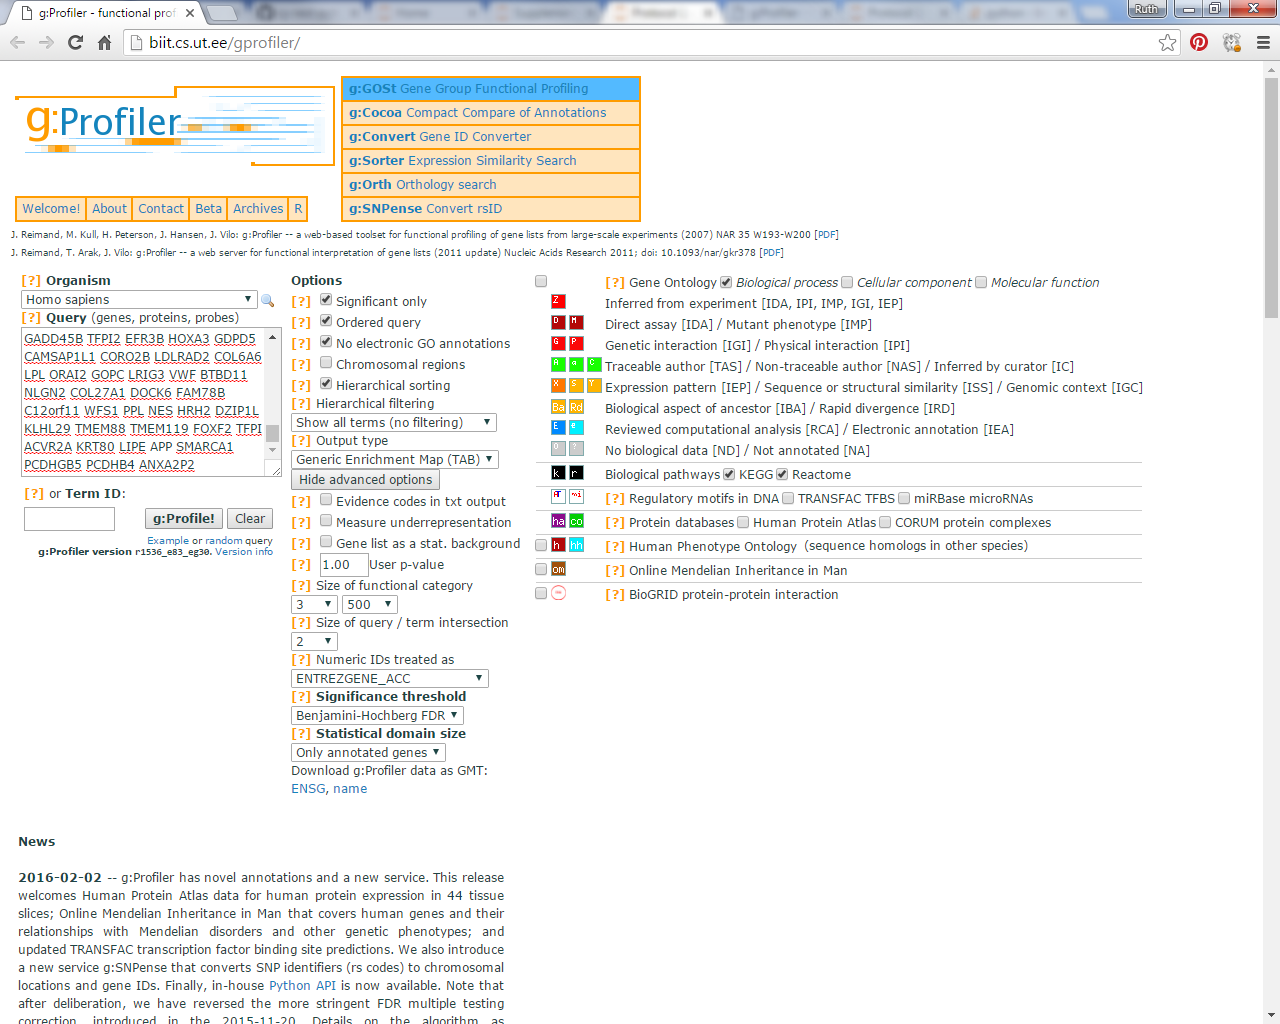 g:Profiler - functional prof
Ruth
biit.cs.ut.ee/gprofiler/
g:Profiler
g:GOSt Gene Group Functional Profiling
g:Cocoa Compact Compare of Annotations
g:Convert Gene ID Converter
g:Sorter Expression Similarity Search
g:Orth Orthology search
g:SNPense Convert rsID
Welcome! About Contact Beta Archives R
J. Reimand, M. Kull, H. Peterson, J. Hansen, J. Vilo: g:Profiler -- a web-based toolset for functional profiling of gene lists from large-scale experiments (2007) NAR 35 W193-W200 [PDF]
J. Reimand, T. Arak, J. Vilo: g:Profiler -- a web server for functional interpretation of gene lists (2011 update) Nucleic Acids Research 2011; doi: 10.1093/nar/gkr378 [PDF]
[?] Organism
Homo sapiens
[?] Query (genes, proteins, probes)
GADD45B TFPI2 EFR3B HOXA3 GDPD5
CAMSAP1L1 CORO2B LDLRAD2 COL6A6
LPL ORAI2 GOPC LRIG3 VWF BTBD11
NLGN2 COL27A1 DOCK6 FAM78B
C12orf11 WFS1 PPL NES HRH2 DZIP1L
KLHL29 TMEM88 TMEM119 FOXF2 TFPI
ACVR2A KRT80 LIPE APP SMARCA1
PCDHGB5 PCDHB4 ANXA2P2
[?] or Term ID:
g:Profile! Clear
Example or random query
g:Profiler version r1536_e83_eg30. Version info
Options
[?] Significant only
[?] Ordered query
[?] No electronic GO annotations
[?] Chromosomal regions
[?] Hierarchical sorting
[?] Hierarchical filtering
Show all terms (no filtering)
[?] Output type
Generic Enrichment Map (TAB)
Hide advanced options
[?] Evidence codes in txt output
[?] Measure underrepresentation
[?] Gene list as a stat. background
[?] 1.00 User p-value
[?] Size of functional category
3 500
[?] Size of query / term intersection
2
[?] Numeric IDs treated as
ENTREZGENE_ACC
[?] Significance threshold
Benjamini-Hochberg FDR
[?] Statistical domain size
Only annotated genes
Download g:Profiler data as GMT:
ENSG, name
[?] Gene Ontology Biological process Cellular component Molecular function
Inferred from experiment [IDA, IPI, IMP, IGI, IEP]
Direct assay [IDA] / Mutant phenotype [IMP]
Genetic interaction [IGI] / Physical interaction [IPI]
Traceable author [TAS] / Non-traceable author [NAS] / Inferred by curator [IC]
Expression pattern [IEP] / Sequence or structural similarity [ISS] / Genomic context [IGC]
Ba Rd Biological aspect of ancestor [IBA] / Rapid divergence [IRD]
Reviewed computational analysis [RCA] / Electronic annotation [IEA]
No biological data [ND] / Not annotated [NA]
k r Biological pathways KEGG Reactome
mi [?] Regulatory motifs in DNA TRANSFAC TFBS miRBase microRNAs
ha co [?] Protein databases Human Protein Atlas CORUM protein complexes
h hh [?] Human Phenotype Ontology (sequence homologs in other species)
om [?] Online Mendelian Inheritance in Man
[?] BioGRID protein-protein interaction
News
2016-02-02 -- g:Profiler has novel annotations and a new service. This release
welcomes Human Protein Atlas data for human protein expression in 44 tissue
slices; Online Mendelian Inheritance in Man that covers human genes and their
relationships with Mendelian disorders and other genetic phenotypes; and
updated TRANSFAC transcription factor binding site predictions. We also introduce
a new service g:SNPense that converts SNP identifiers (rs codes) to chromosomal
locations and gene IDs. Finally, in-house Python API is now available. Note that
after deliberation, we have reversed the more stringent FDR multiple testing
correction, introduced in the 2015-11-20. Details on the algorithm as